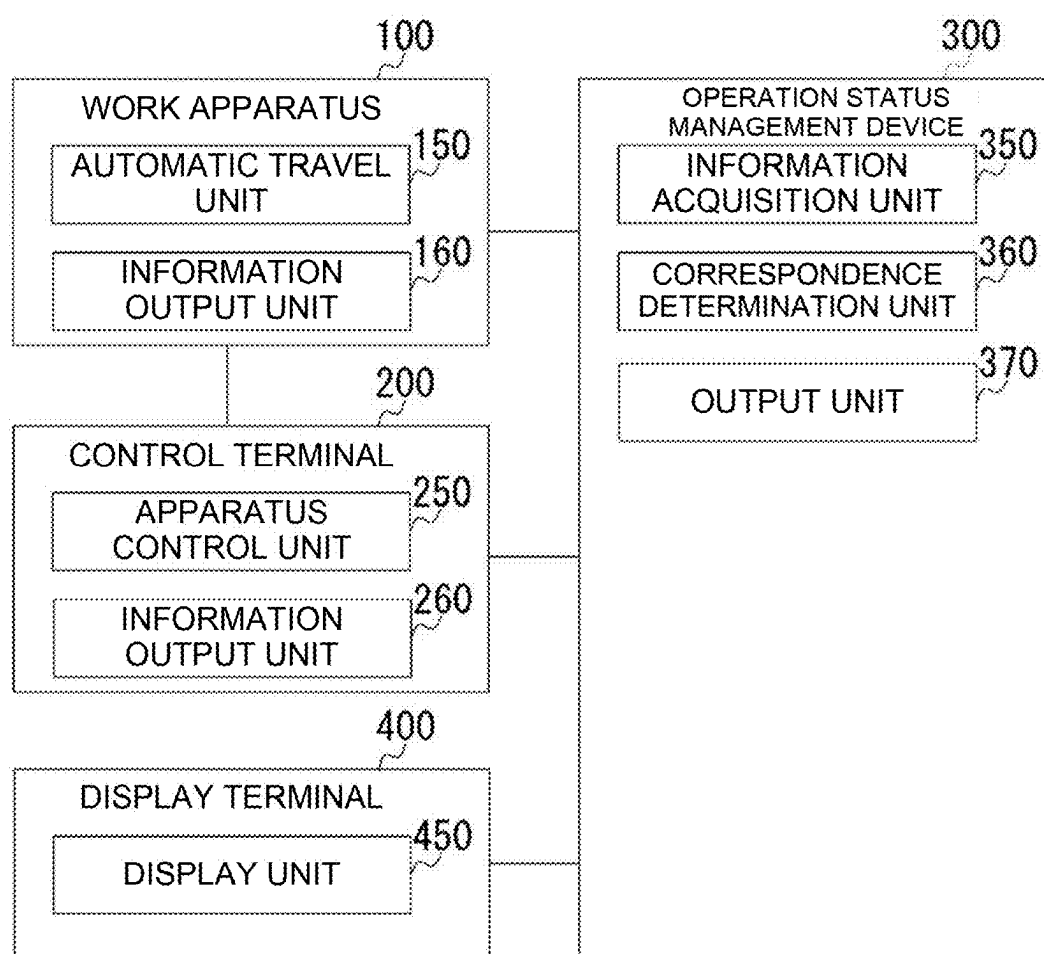 100
WORK APPARATUS
150
AUTOMATIC TRAVEL
UNIT
160
INFORMATION
OUTPUT UNIT
200
CONTROL TERMINAL
250
APPARATUS
CONTROL UNIT
260
INFORMATION
OUTPUT UNIT
400
DISPLAY TERMINAL
450
DISPLAY UNIT
300
OPERATION STATUS
MANAGEMENT DEVICE
350
INFORMATION
ACQUISITION UNIT
360
CORRESPONDENCE
DETERMINATION UNIT
370
OUTPUT UNIT